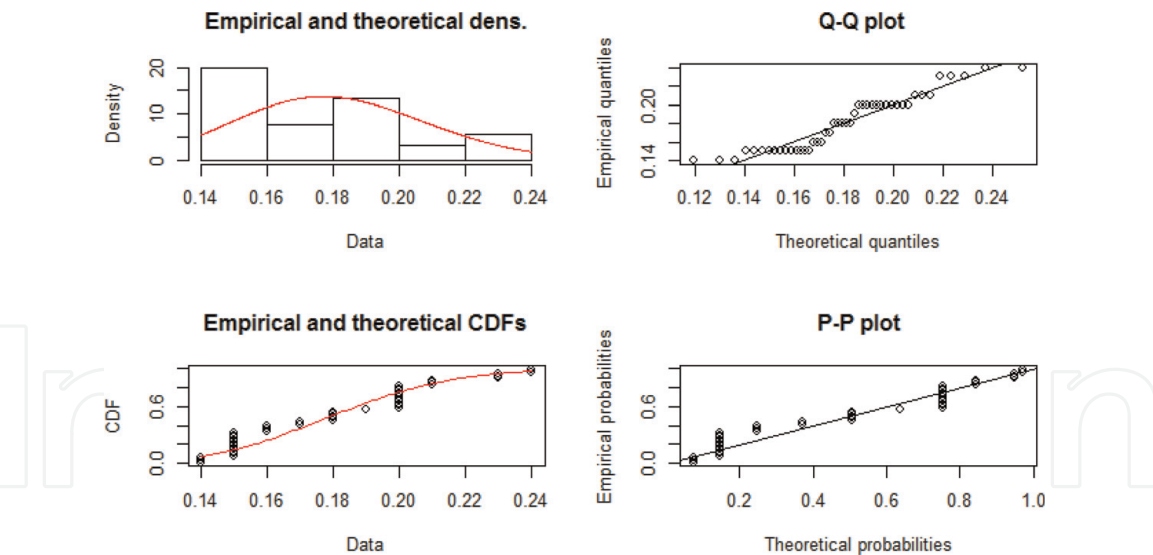 Empirical and theoretical dens.
Density
0 10 20
0.14 0.16 0.18 0.20 0.22 0.24
Data
Q-Q plot
Empirical quantiles
0.14 0.20
0.12 0.14 0.16 0.18 0.20 0.22 0.24
Theoretical quantiles
Empirical and theoretical CDFs
CDF
0.0 0.6
0.14 0.16 0.18 0.20 0.22 0.24
Data
P-P plot
Empirical probabilities
0.0 0.6
0.2 0.4 0.6 0.8 1.0
Theoretical probabilities